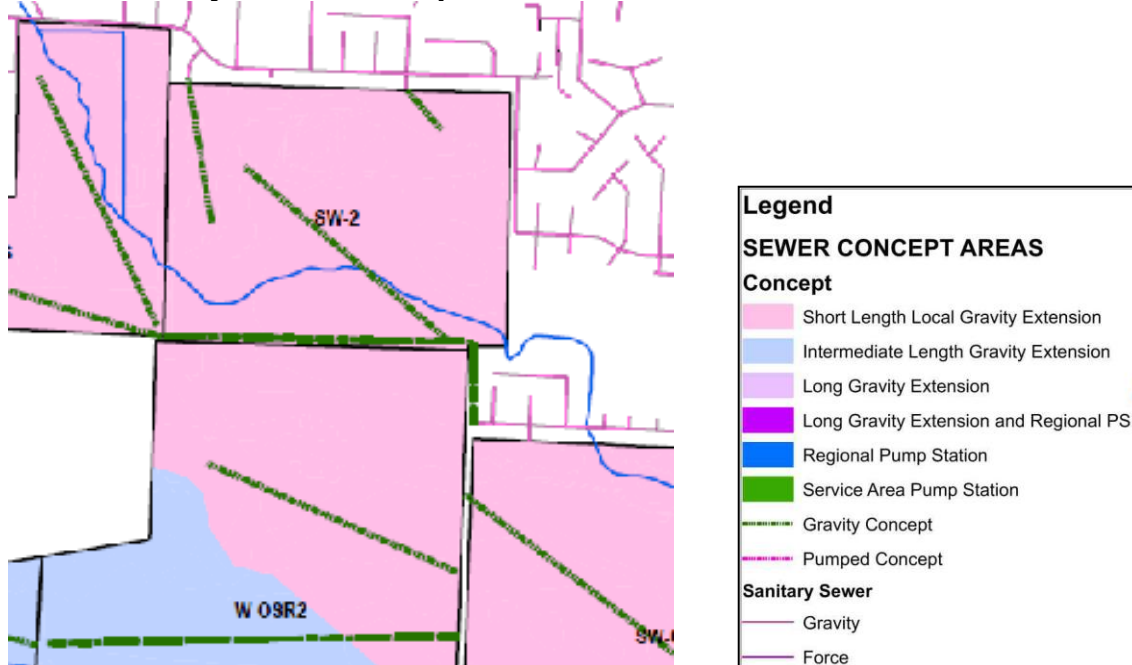 SW-2
W OSR2
Legend
SEWER CONCEPT AREAS
Concept
Short Length Local Gravity Extension
Intermediate Length Gravity Extension
Long Gravity Extension
Long Gravity Extension and Regional PS
Regional Pump Station
Service Area Pump Station
Gravity Concept
Pumped Concept
Sanitary Sewer
Gravity
Force